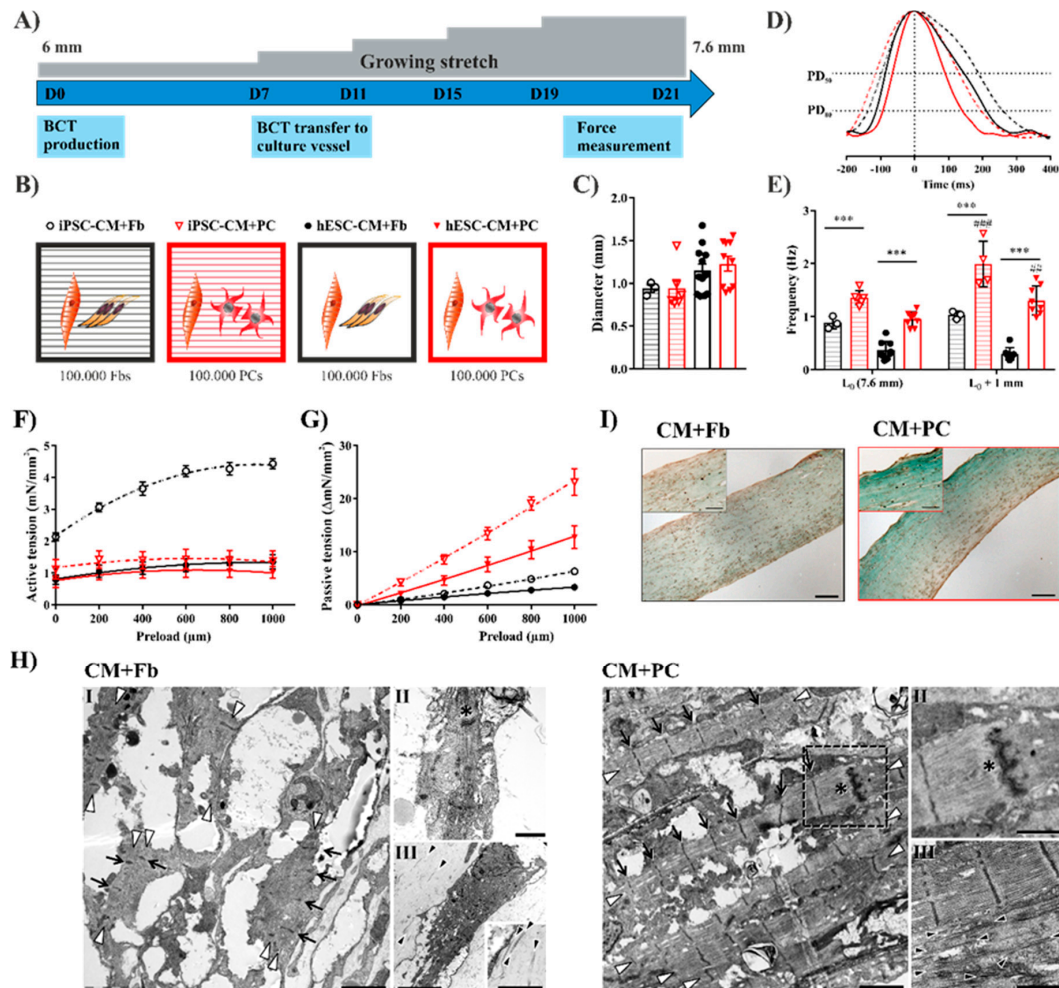 A)
6 mm
7.6 mm
Growing stretch
D0 D7 D11 D15 D19 D21
BCT production
BCT transfer to culture vessel
Force measurement
B)
iPSC-CM+Fb iPSC-CM+PC hESC-CM+Fb hESC-CM+PC
100.000 Fbs 100.000 PCs 100.000 Fbs 100.000 PCs
C)
Diameter (mm)
2.0
1.5
1.0
0.5
0.0
D)
PD50
PD80
-200 -100 0 100 200 300 400
Time (ms)
E)
Frequency (Hz)
3
2
1
0
***
***
***
***
###
##
L0 (7.6 mm) L0 + 1 mm
F)
Active tension (mN/mm²)
5
4
3
2
1
0
0 200 400 600 800 1000
Preload (µm)
G)
Passive tension (ΔmN/mm²)
30
20
10
0
0 200 400 600 800 1000
Preload (µm)
I)
CM+Fb CM+PC
H)
CM+Fb
I
II
*
III
CM+PC
I
*
II
*
III